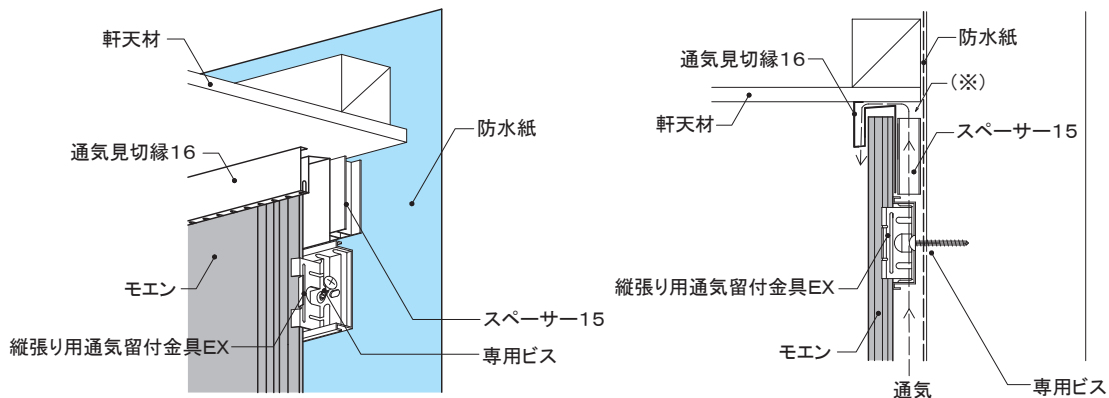 軒天材
通気見切縁16
防水紙
モエン
スペーサー15
縦張り用通気留付金具EX
専用ビス
防水紙
通気見切縁16
(※)
軒天材
スペーサー15
縦張り用通気留付金具EX
モエン
専用ビス
通気